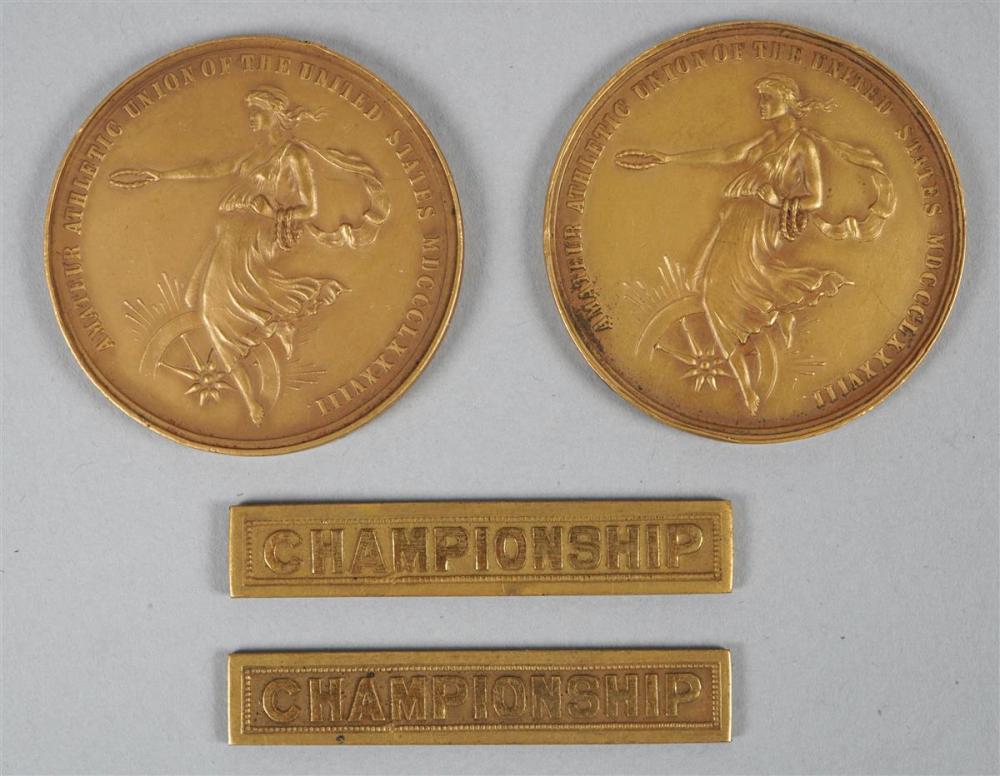 AMATEUR ATHLETIC UNION OF THE UNITED STATES MDCCCLXXXVIII.
AMATEUR ATHLETIC UNION OF THE UNITED STATES MDCCCLXXXVIII.
CHAMPIONSHIP
CHAMPIONSHIP